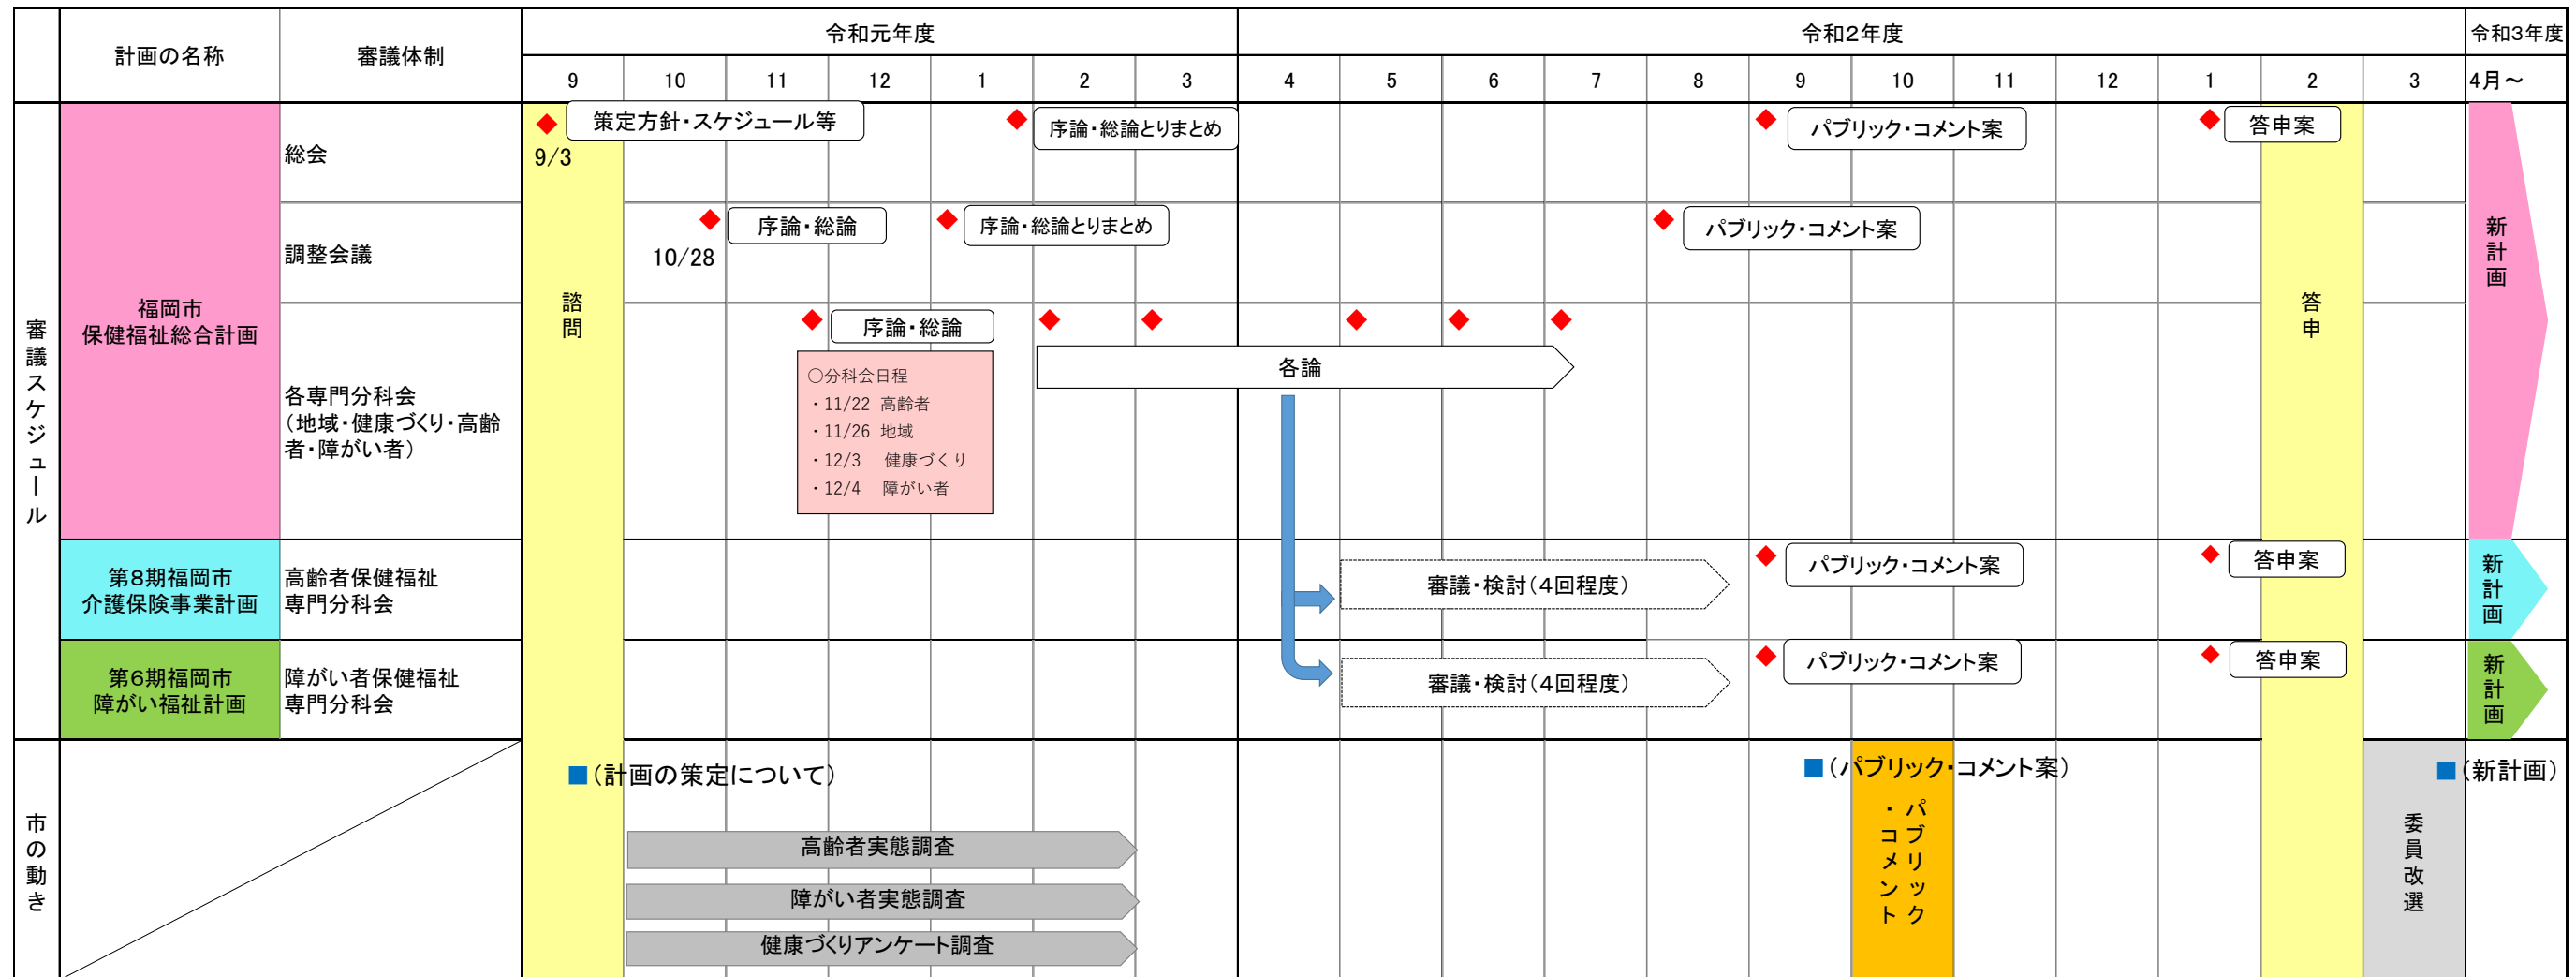 計画の名称
審議体制
令和元年度
令和2年度
令和3年度
9
10
11
12
1
2
3
4
5
6
7
8
9
10
11
12
1
2
3
4月～
審議スケジュール
福岡市
保健福祉総合計画
総会
9/3
策定方針・スケジュール等
序論・総論とりまとめ
パブリック・コメント案
答申案
調整会議
10/28
序論・総論
序論・総論とりまとめ
パブリック・コメント案
諮問
答申
新計画
各専門分科会
（地域・健康づくり・高齢
者・障がい者）
序論・総論
○分科会日程
・11/22 高齢者
・11/26 地域
・12/3 健康づくり
・12/4 障がい者
各論
第8期福岡市
介護保険事業計画
高齢者保健福祉
専門分科会
審議・検討（4回程度）
パブリック・コメント案
答申案
新計画
第6期福岡市
障がい福祉計画
障がい者保健福祉
専門分科会
審議・検討（4回程度）
パブリック・コメント案
答申案
新計画
市の動き
■（計画の策定について）
■（パブリック・コメント案）
■（新計画）
高齢者実態調査
障がい者実態調査
健康づくりアンケート調査
パブリック
・コメント
委員改選